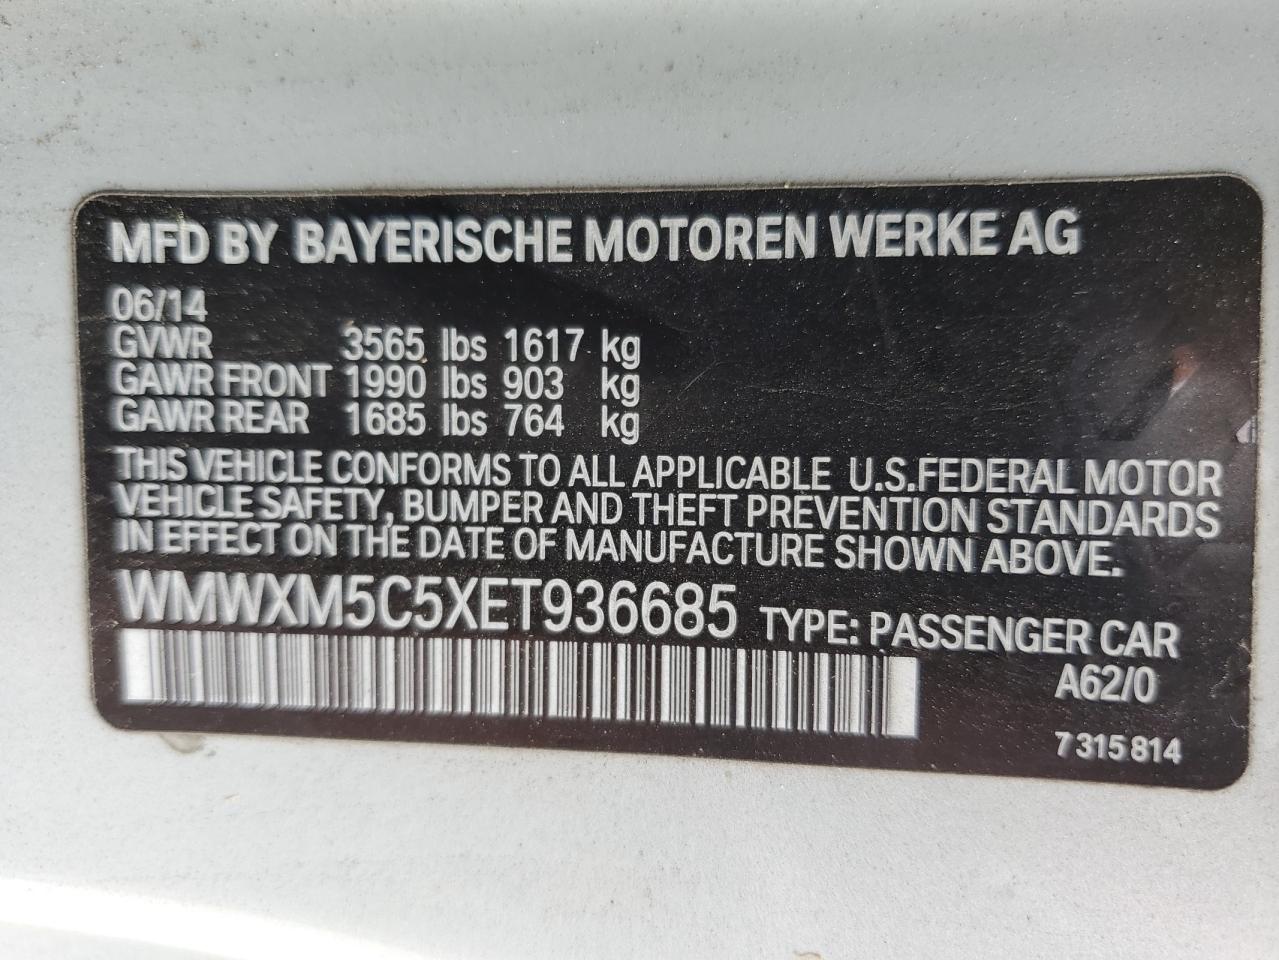 MFD BY BAYERISCHE MOTOREN WERKE AG
06/14
GVWR 3565 lbs 1617 kg
GAWR FRONT 1990 lbs 903 kg
GAWR REAR 1685 lbs 764 kg
THIS VEHICLE CONFORMS TO ALL APPLICABLE U.S.FEDERAL MOTOR
VEHICLE SAFETY, BUMPER AND THEFT PREVENTION STANDARDS
IN EFFECT ON THE DATE OF MANUFACTURE SHOWN ABOVE.
WMWXM5C5XET936685 TYPE: PASSENGER CAR
A62/0
7 315 814